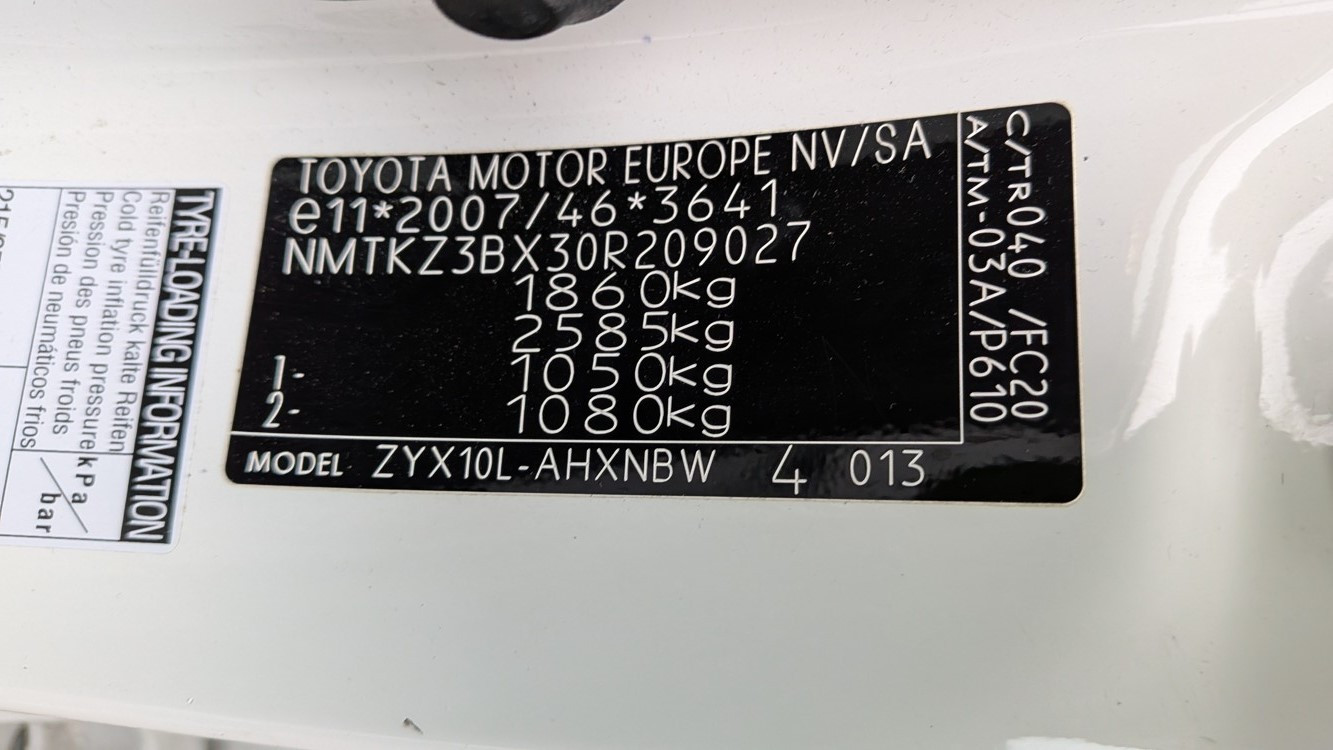 TOYOTA MOTOR EUROPE NV/SA
e11*2007/46*3641
NMTKZ3BX30R209027
1860kg
2585kg
1- 1050kg
2- 1080kg
MODEL ZYX10L-AHXNBW 4 013
C/TR040 /FC20
A/TM-03A/P610
TYRE-LOADING INFORMATION
Reifenfülldruck kalte Reifen
Cold tyre inflation pressure
Pression des pneus froids
Presión de neumáticos fríos
kPa/
bar